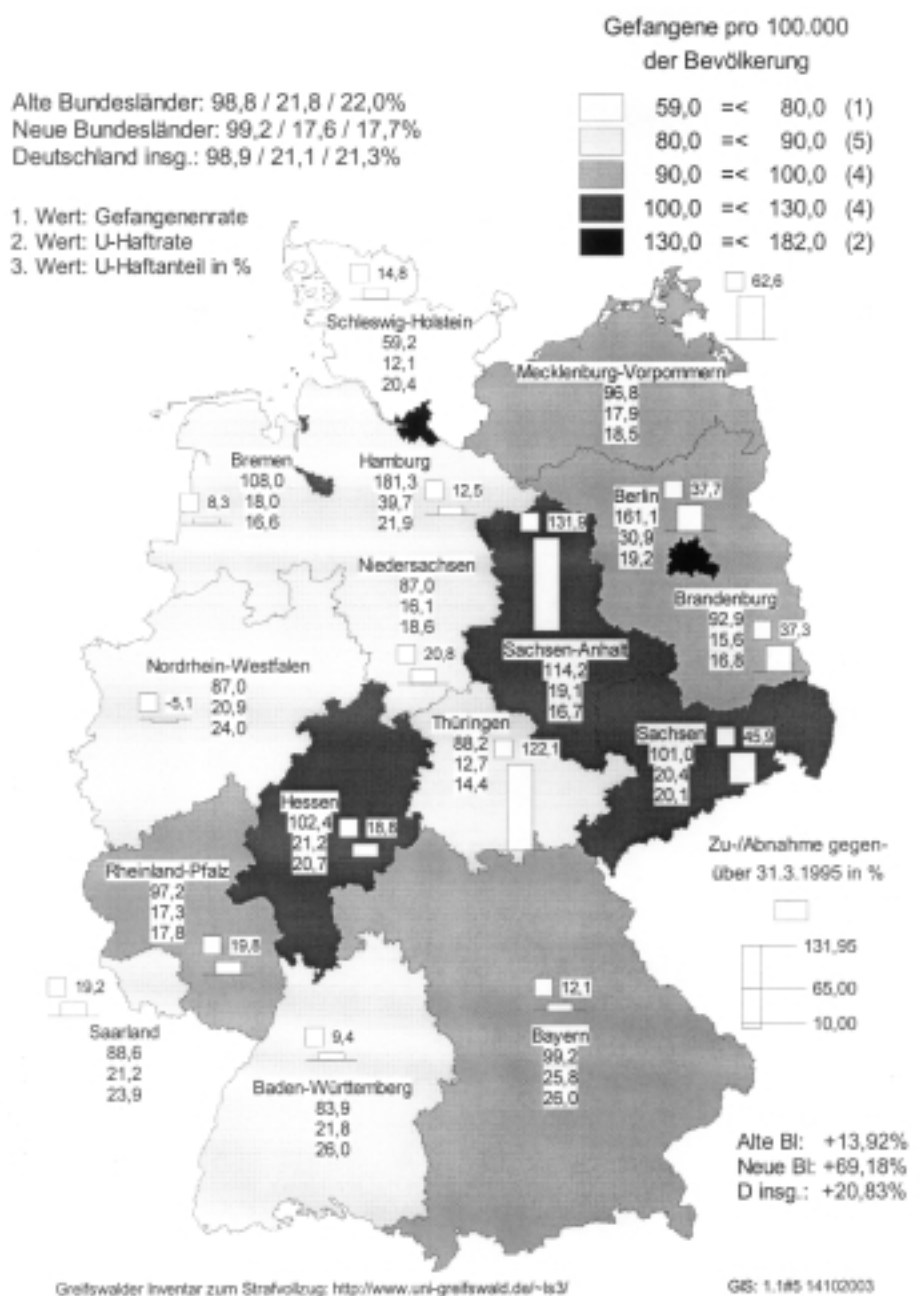 Gefangene pro 100.000
der Bevölkerung
59,0 =< 80,0 (1)
80,0 =< 90,0 (5)
90,0 =< 100,0 (4)
100,0 =< 130,0 (4)
130,0 =< 182,0 (2)
Alte Bundesländer: 98,8 / 21,8 / 22,0%
Neue Bundesländer: 99,2 / 17,6 / 17,7%
Deutschland insg.: 98,9 / 21,1 / 21,3%
1. Wert: Gefangenenrate
2. Wert: U-Haftrate
3. Wert: U-Haftanteil in %
14,8
Schleswig-Holstein
59,2
12,1
20,4
62,6
Mecklenburg-Vorpommern
96,8
17,9
18,5
Bremen
108,0
18,0
16,6
8,3
Hamburg
181,3
39,7
21,9
12,5
Berlin
161,1
30,9
19,2
37,7
131,9
Niedersachsen
87,0
16,1
18,6
20,8
Brandenburg
92,9
15,6
16,8
37,3
Sachsen-Anhalt
114,2
19,1
16,7
Nordrhein-Westfalen
87,0
20,9
24,0
-5,1
Thüringen
88,2
12,7
14,4
122,1
Sachsen
101,0
20,4
20,1
45,9
Hessen
102,4
21,2
20,7
18,8
Rheinland-Pfalz
97,2
17,3
17,8
19,8
Zu-/Abnahme gegen-
über 31.3.1995 in %
131,95
65,00
10,00
19,2
Saarland
88,6
21,2
23,9
9,4
Baden-Württemberg
83,9
21,8
26,0
12,1
Bayern
99,2
25,8
26,0
Alte Bl: +13,92%
Neue Bl: +69,18%
D insg.: +20,83%
Greifswalder Inventar zum Strafvollzug: http://www.uni-greifswald.de/~ls3/
GIS: 1.1#5 14102003